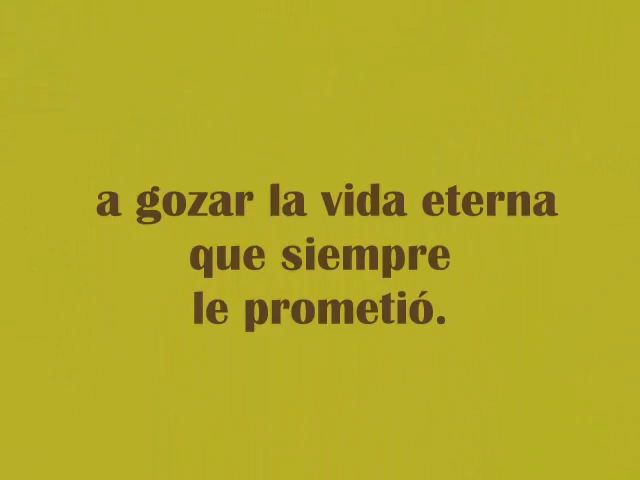 a gozar la vida eterna
que siempre
le prometió.